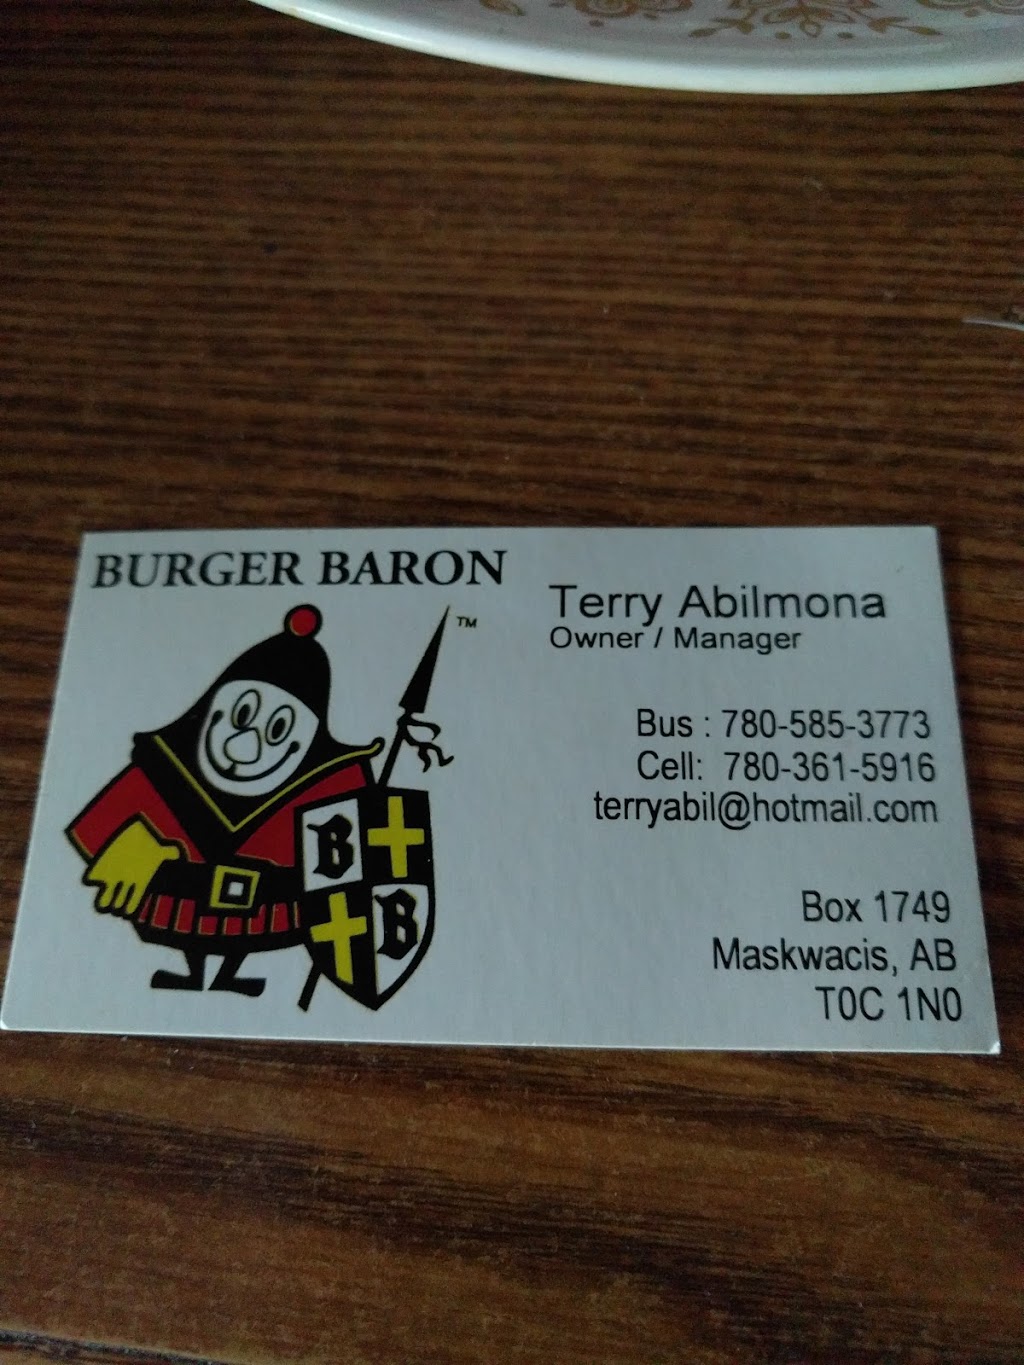 BURGER BARON
TM
B
B
Terry Abilmona
Owner / Manager
Bus : 780-585-3773
Cell: 780-361-5916
terryabil@hotmail.com
Box 1749
Maskwacis, AB
T0C 1N0